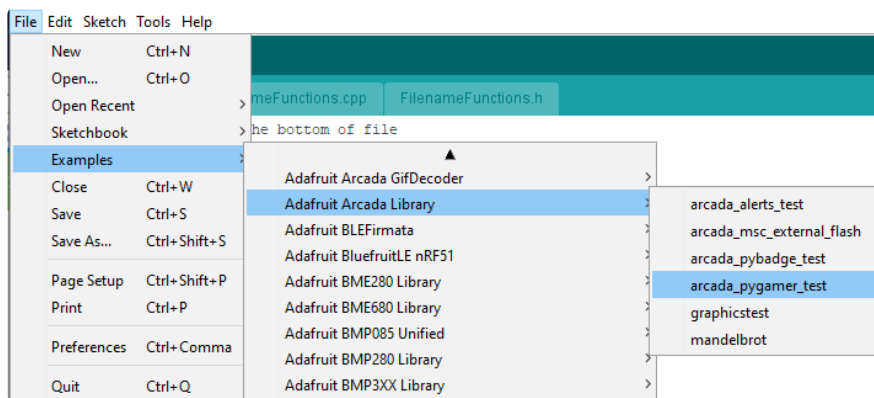 File Edit Sketch Tools Help
New Ctrl+N
Open... Ctrl+O
Open Recent
Sketchbook
Examples
Close Ctrl+W
Save Ctrl+S
Save As... Ctrl+Shift+S
Page Setup Ctrl+Shift+P
Print Ctrl+P
Preferences Ctrl+Comma
Quit Ctrl+Q
meFunctions.cpp FilenameFunctions.h
he bottom of file
Adafruit Arcada GifDecoder
Adafruit Arcada Library
Adafruit BLEFirmata
Adafruit BluefruitLE nRF51
Adafruit BME280 Library
Adafruit BME680 Library
Adafruit BMP085 Unified
Adafruit BMP280 Library
Adafruit BMP3XX Library
arcada_alerts_test
arcada_msc_external_flash
arcada_pybadge_test
arcada_pygamer_test
graphicstest
mandelbrot